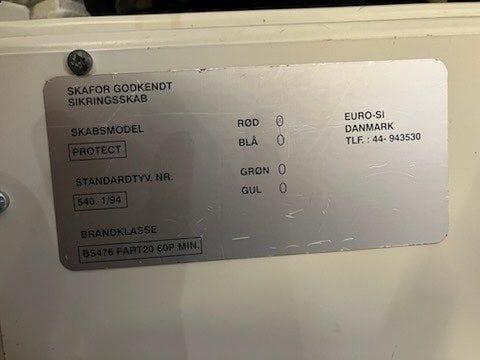 SKAFOR GODKENDT
SIKRINGSSKAB
SKABSMODEL
PROTECT
STANDARDTYV. NR.
540. 1/94
BRANDKLASSE
BS476 PART20 60P MIN.
RØD 0
BLÅ 0
GRØN 0
GUL 0
EURO-SI
DANMARK
TLF. : 44- 943530